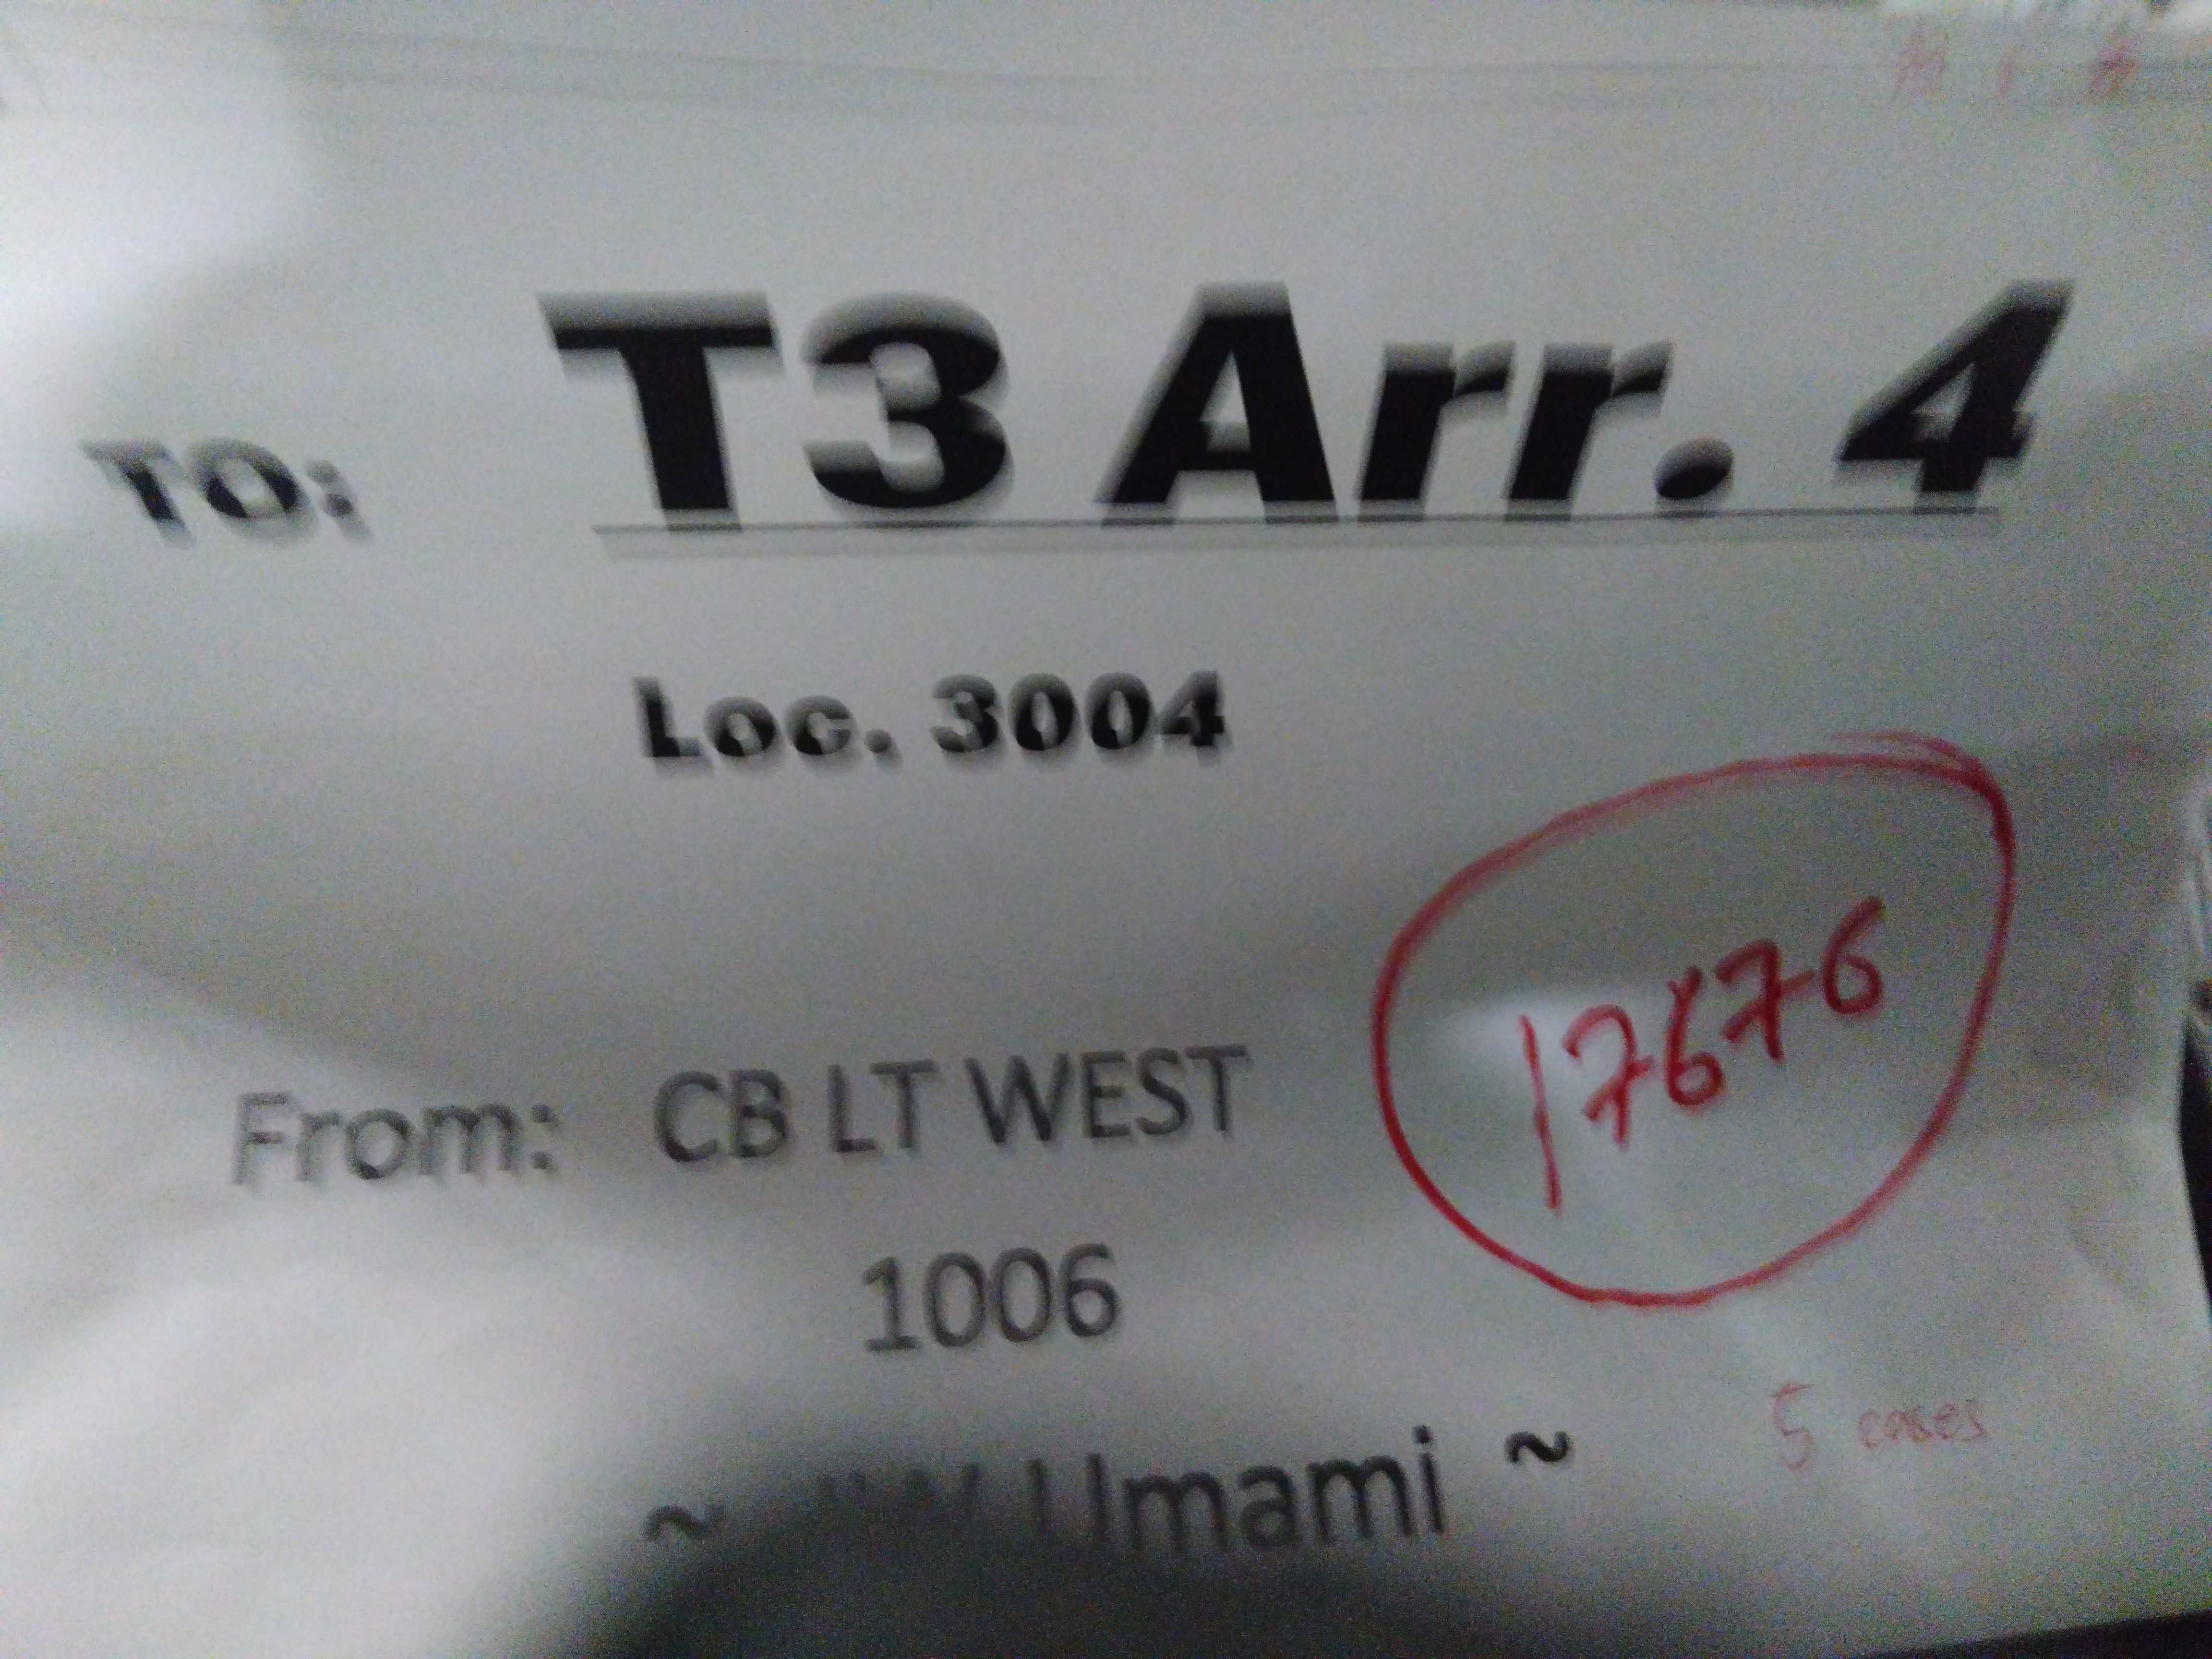 TO: T3 Arr. 4
Loc. 3004
17676
From: CB LT WEST
1006
~ Umami ~
5 cases